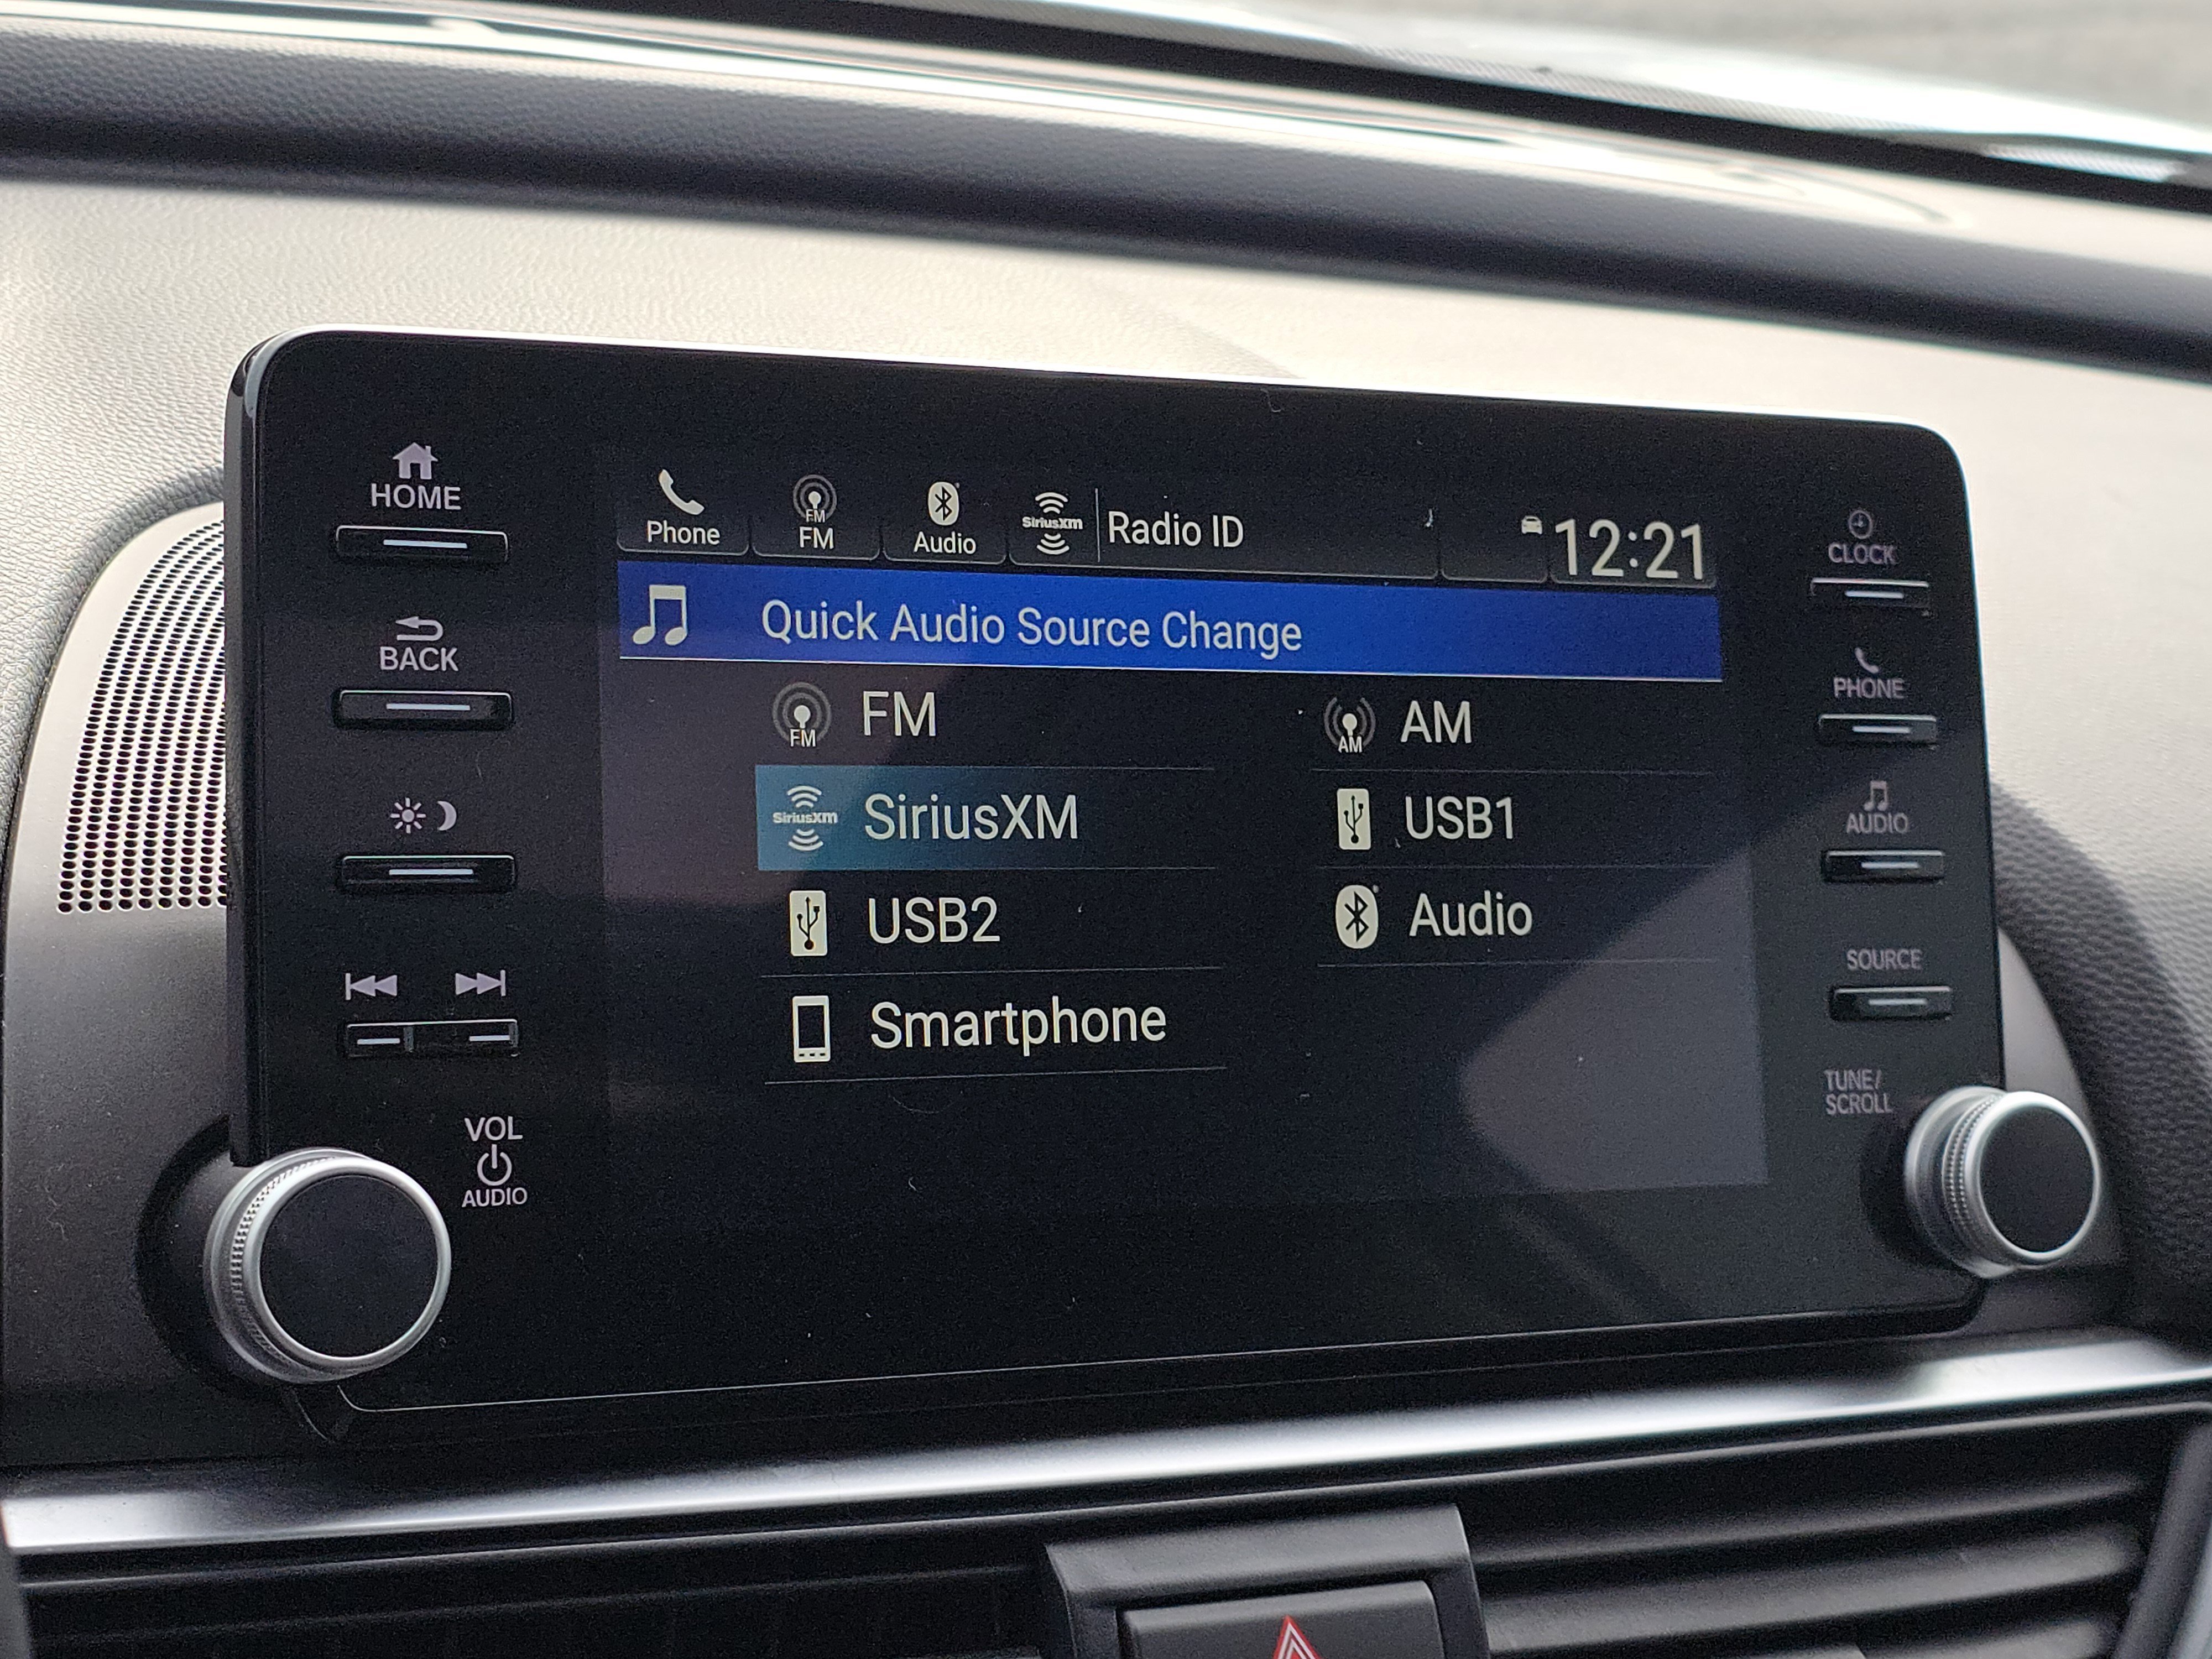 HOME
BACK
VOL
AUDIO
Phone
FM
FM
Audio
SiriusXM
Radio ID
12:21
Quick Audio Source Change
FM
FM
AM
AM
SiriusXM
SiriusXM
USB1
USB2
Audio
Smartphone
CLOCK
PHONE
AUDIO
SOURCE
TUNE/
SCROLL